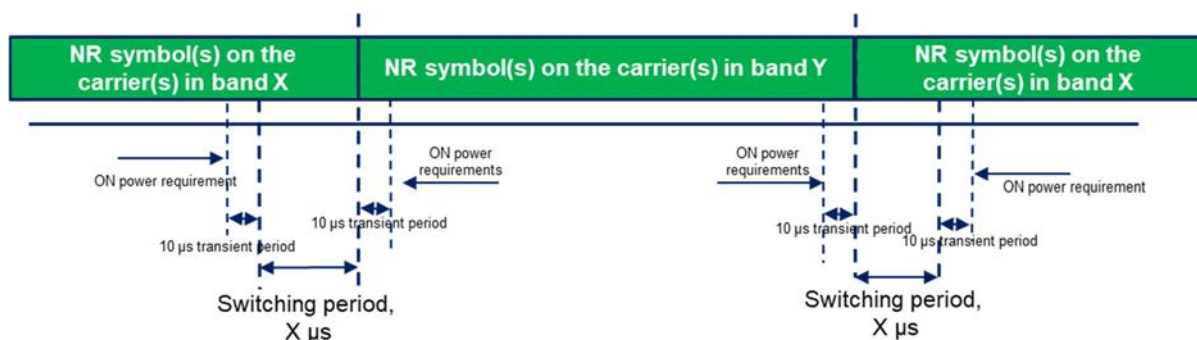 NR symbol(s) on the
carrier(s) in band X
NR symbol(s) on the carrier(s) in band Y
NR symbol(s) on the
carrier(s) in band X
ON power requirement
10 µs transient period
ON power
requirements
10 µs transient period
Switching period,
X µs
ON power
requirements
10 µs transient period
ON power requirement
10 µs transient period
Switching period,
X µs